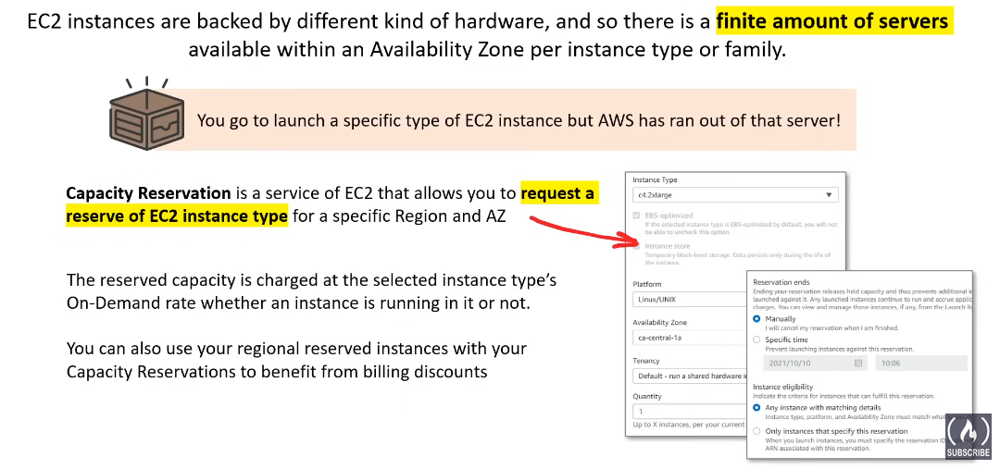 EC2 instances are backed by different kind of hardware, and so there is a finite amount of servers
available within an Availability Zone per instance type or family.
You go to launch a specific type of EC2 instance but AWS has ran out of that server!
Capacity Reservation is a service of EC2 that allows you to request a
reserve of EC2 instance type for a specific Region and AZ
The reserved capacity is charged at the selected instance type's
On-Demand rate whether an instance is running in it or not.
You can also use your regional reserved instances with your
Capacity Reservations to benefit from billing discounts
Instance Type
c4.2xlarge
EBS-optimized
If the selected instance type is EBS-optimized by default, you will not
be able to uncheck this option.
Instance store
Temporary block-level storage. Data persists only during the life of
the instance.
Platform
Linux/UNIX
Availability Zone
ca-central-1a
Tenancy
Default - run a shared hardware
Quantity
1
Up to X instances, per your current
Reservation ends
Ending your reservation releases held capacity and thus prevents additional
launched against it. Any launched instances continue to run and accrue
charges. You can view and manage those instances, if any, from the Launch
Manually
I will cancel my reservation when I am finished.
Specific time
Prevent launching instances against this reservation.
2021/10/10
10:06
Instance eligibility
Indicate the criteria for instances that can fulfill this reservation.
Any instance with matching details
Instance type, platform, and Availability Zone must match
Only instances that specify this reservation
When you launch instances, you must specify the reservation
ARN associated with this reservation.
SUBSCRIBE